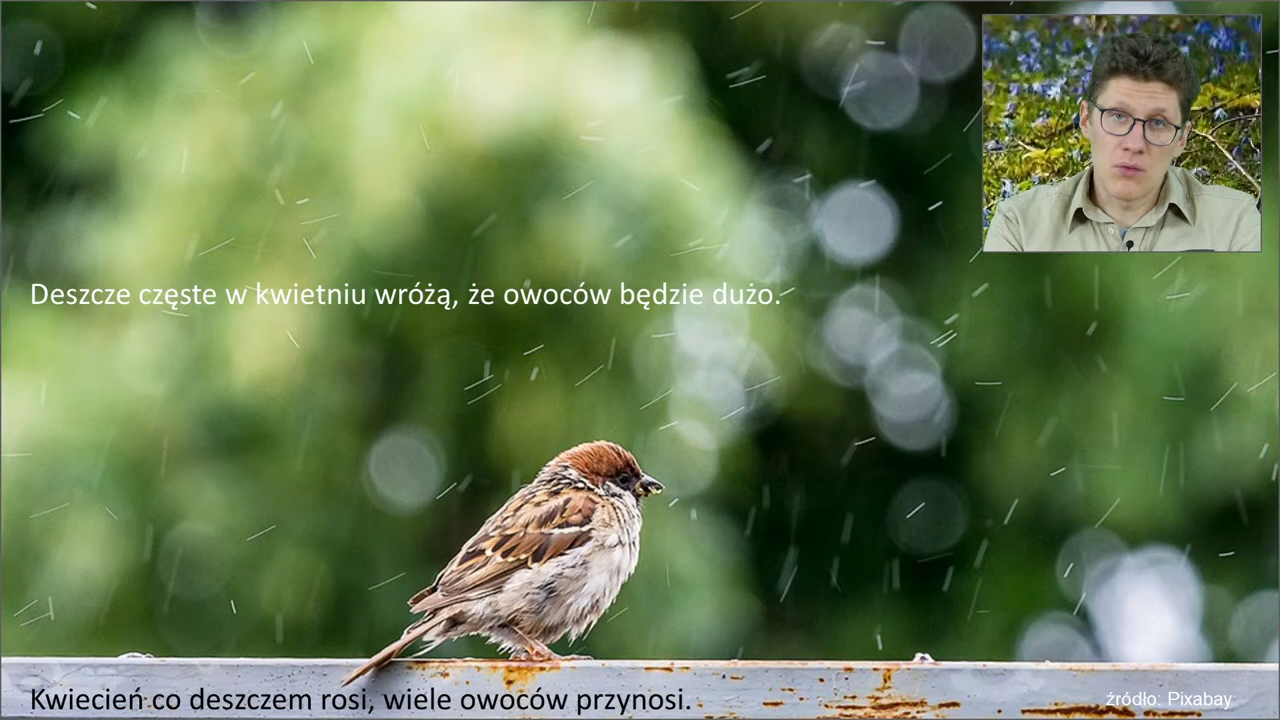 Deszcze częste w kwietniu wróżą, że owoców będzie dużo.
Kwiecień co deszczem rosi, wiele owoców przynosi.
źródło: Pixabay